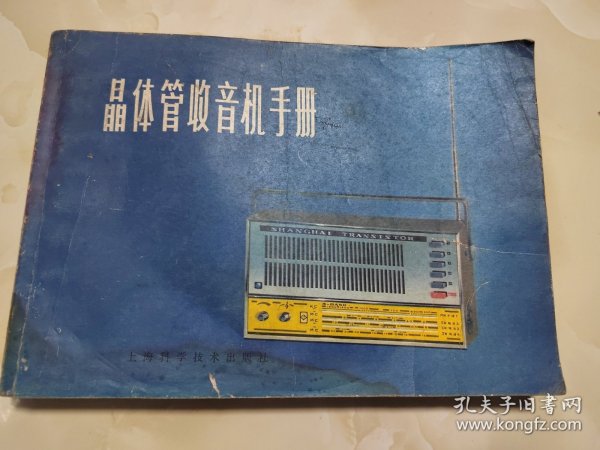 晶体管收音机手册
SHANGHAI TRANSISTOR
上海科学技术出版社
孔夫子旧书网
www.kongfz.com